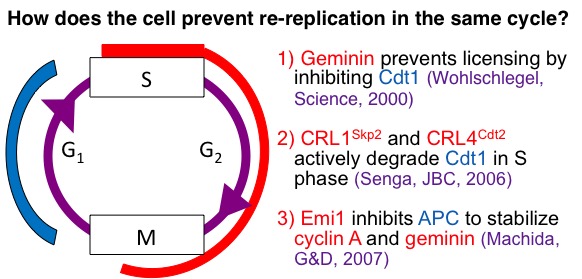 How does the cell prevent re-replication in the same cycle?
S
G₁
G₂
M
1) Geminin prevents licensing by
inhibiting Cdt1 (Wohlschlegel,
Science, 2000)
2) CRL1^Skp2 and CRL4^Cdt2
actively degrade Cdt1 in S
phase (Senga, JBC, 2006)
3) Emi1 inhibits APC to stabilize
cyclin A and geminin (Machida,
G&D, 2007)